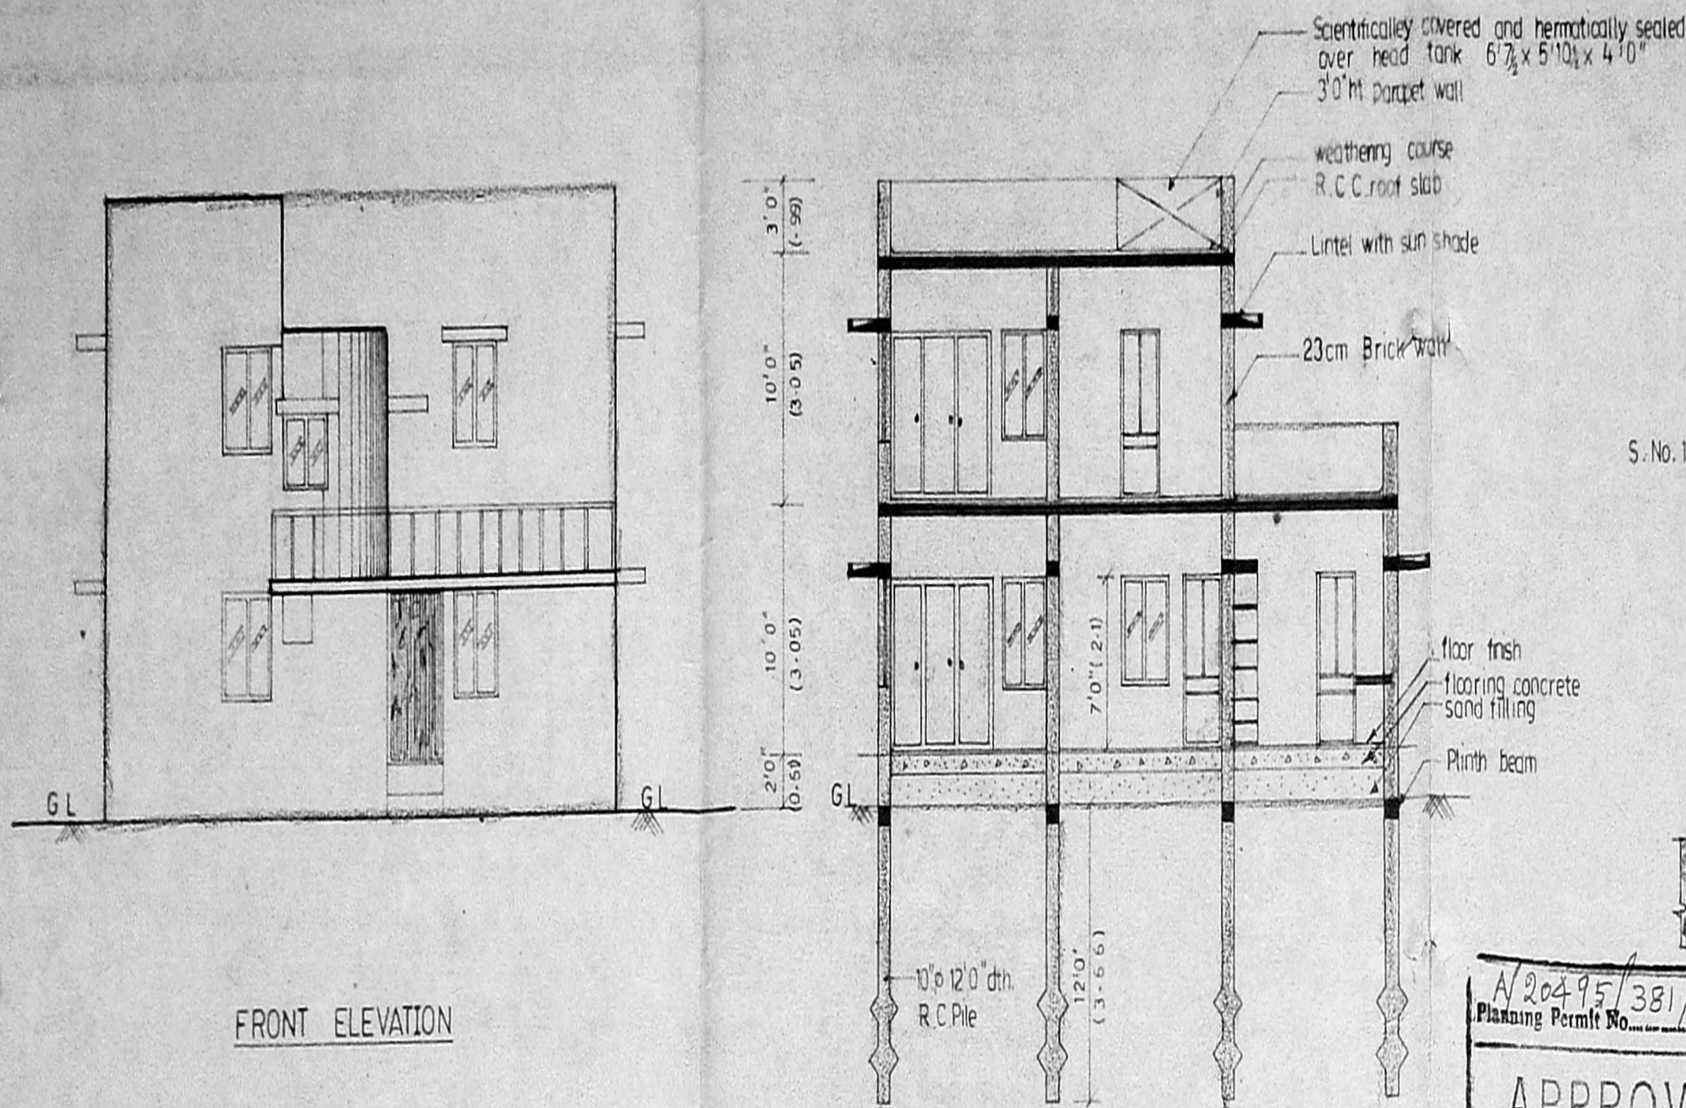 Scientificalley covered and hermatically sealed
over head tank 6'7½ x 5'10½ x 4'0"
3'0"ht parapet wall
weathering course
R.C.C.roof slab
Lintel with sun shade
23cm Brick wall
S.No.1
3'0"
(.99)
10'0"
(3.05)
10'0"
(3.05)
2'0"
7'0"(2.1)
floor finish
flooring concrete
sand filling
Plinth beam
GL
GL
GL
12'0"
(3.66)
10"ø 12'0"dth.
R.C.Pile
FRONT ELEVATION
A/20495/381/
Planning Permit No.
APPROV